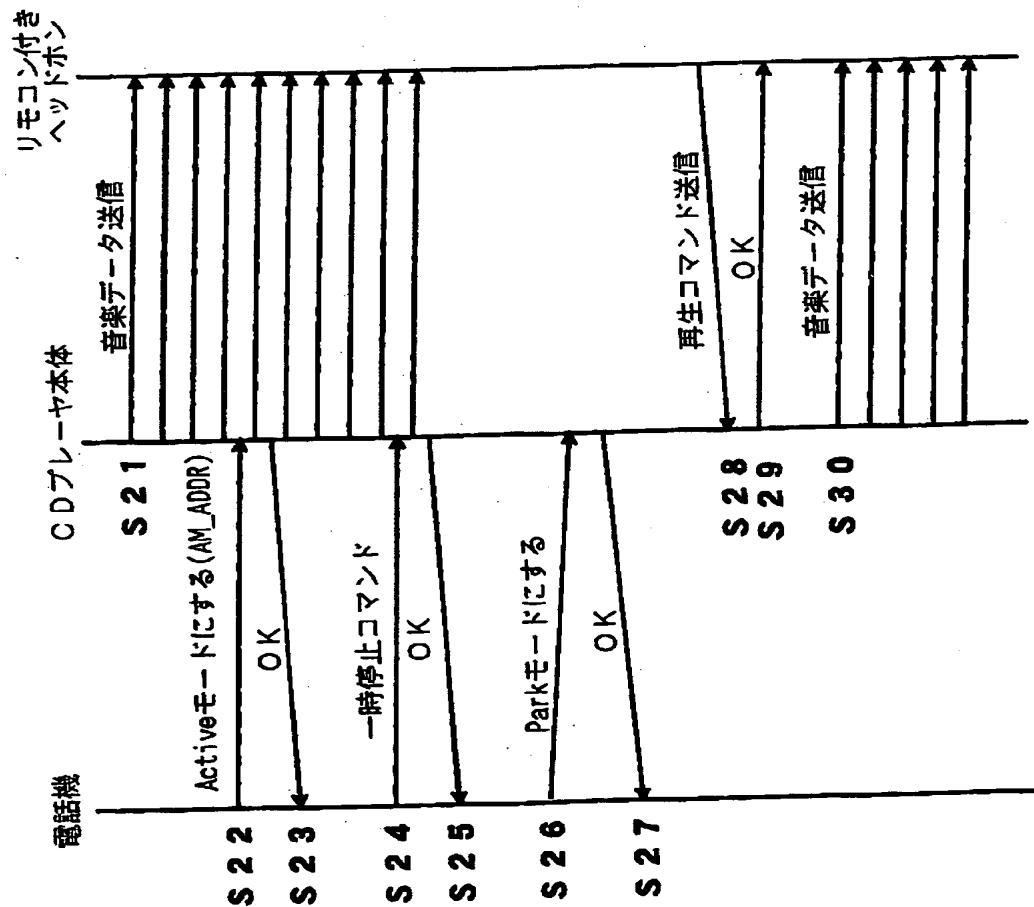 電話機
CDプレーヤ本体
リモコン付き
ヘッドホン
S21
音楽データ送信
S22
Activeモードにする(AM_ADDR)
S23
OK
S24
一時停止コマンド
S25
OK
S26
Parkモードにする
S27
OK
S28
再生コマンド送信
S29
OK
S30
音楽データ送信